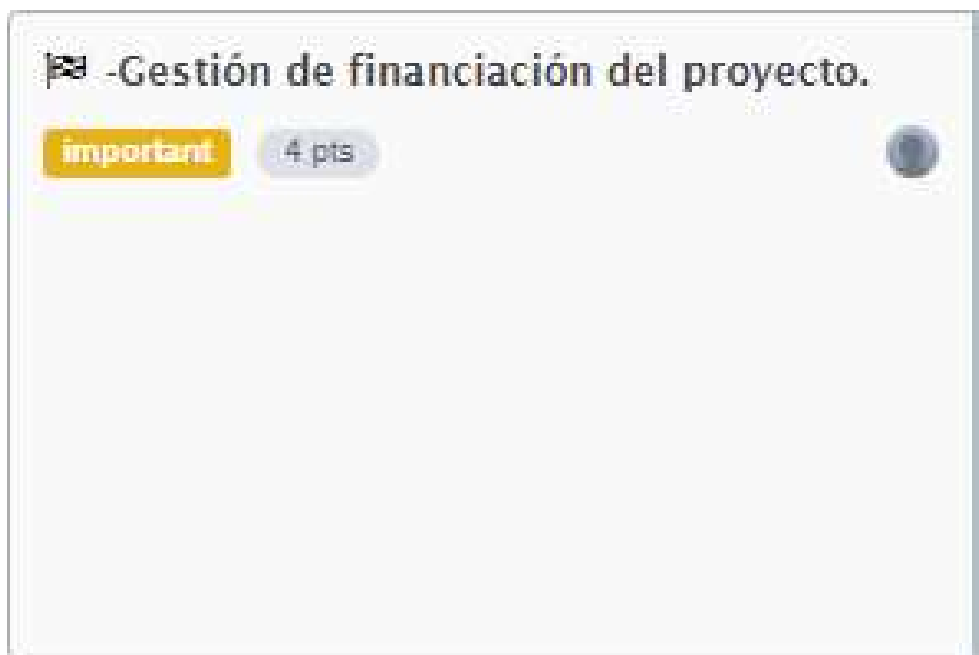 -Gestión de financiación del proyecto.
important 4 pts